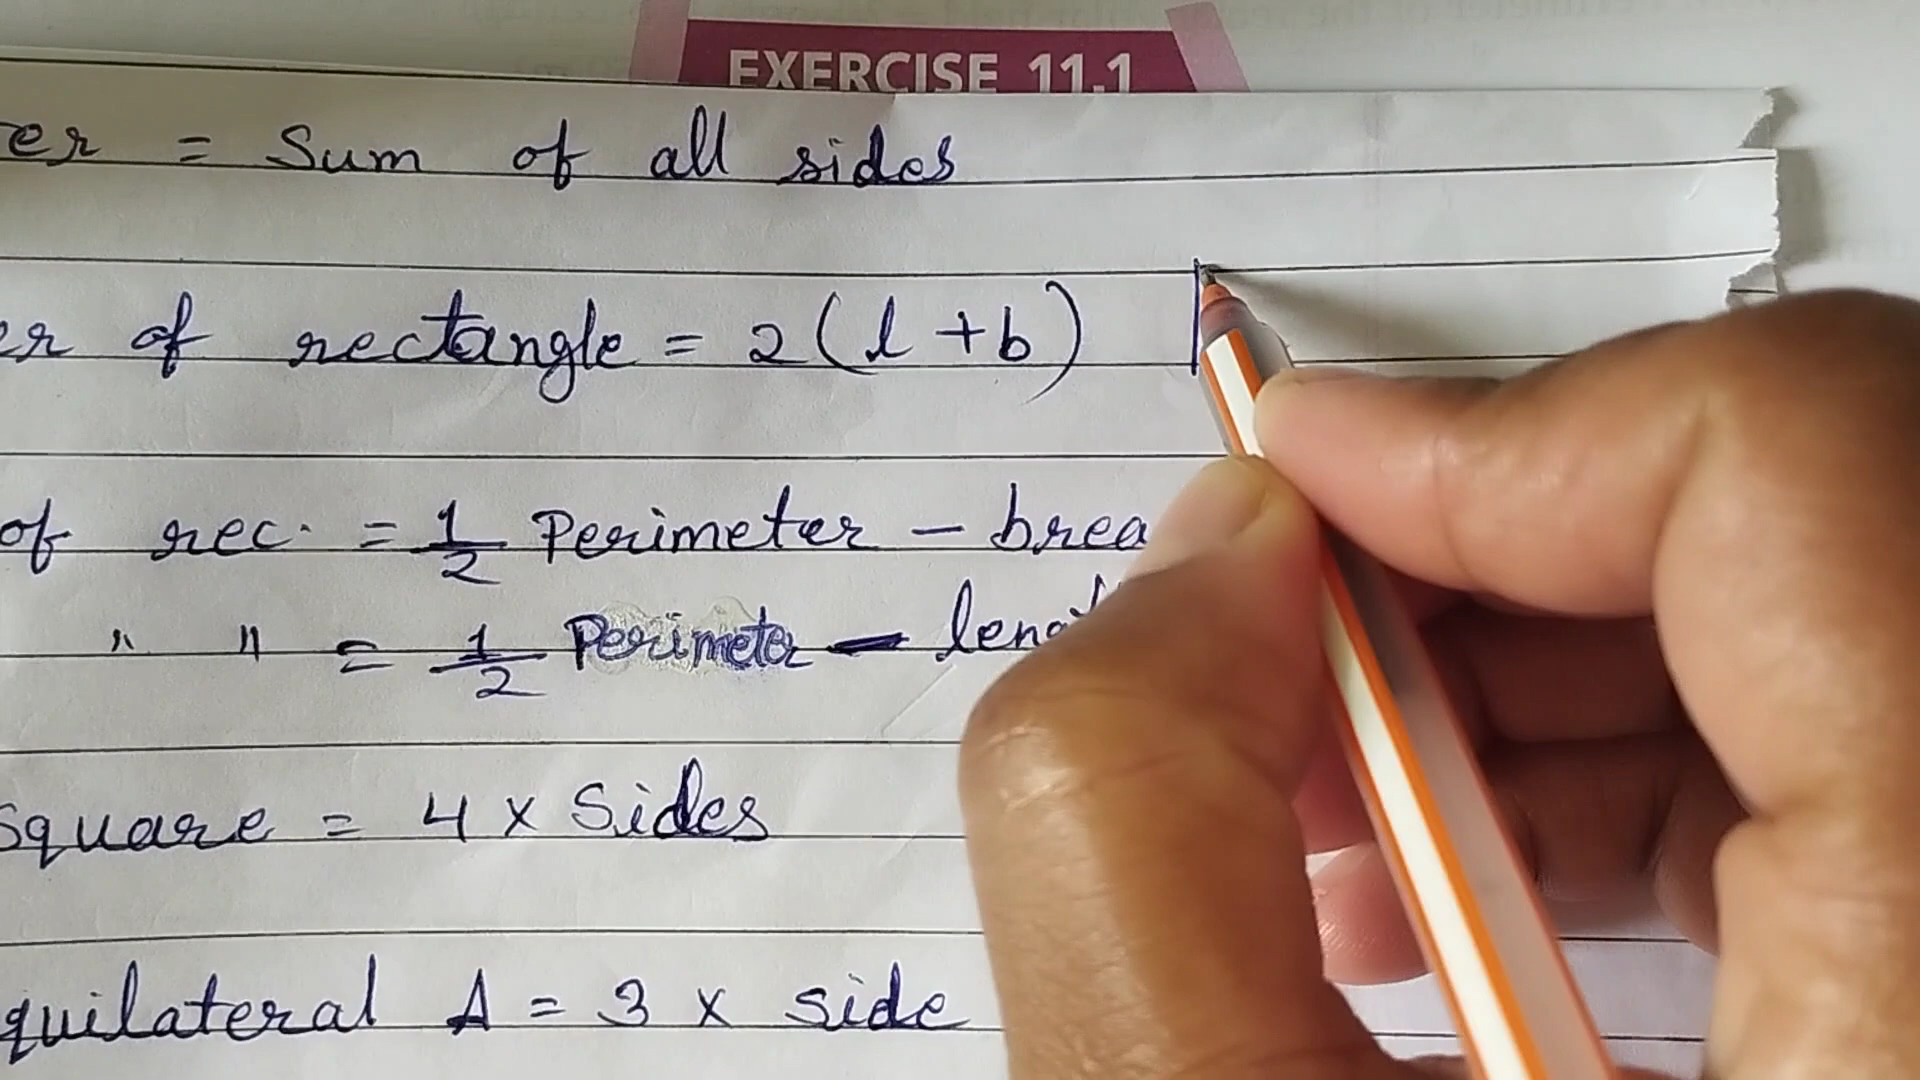 EXERCISE 11.1
er = Sum of all sides
er of rectangle = 2 (l + b)
of rec. = 1/2 Perimeter - brea
" " = 1/2 Perimeter - lengt
square = 4 x Sides
quilateral Δ = 3 x side